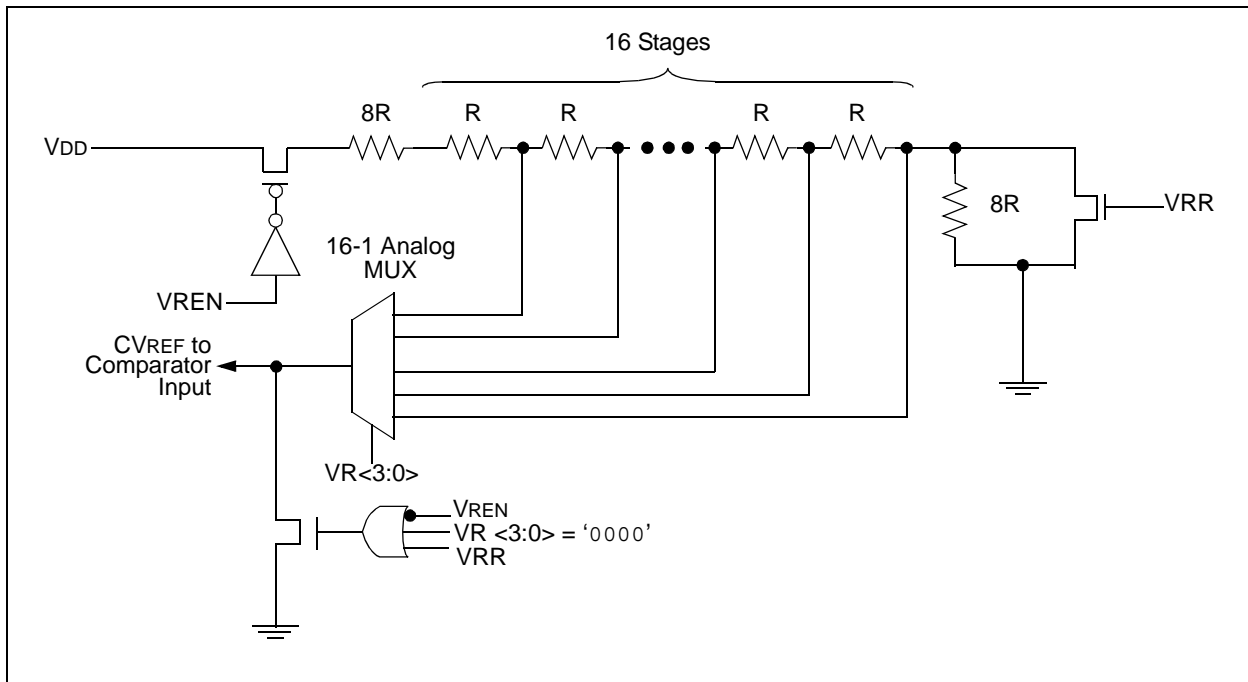 16 Stages
8R
R
R
R
R
VDD
8R
VRR
16-1 Analog
MUX
VREN
CVREF to
Comparator
Input
VR<3:0>
VREN
VR <3:0> = ‘0000’
VRR